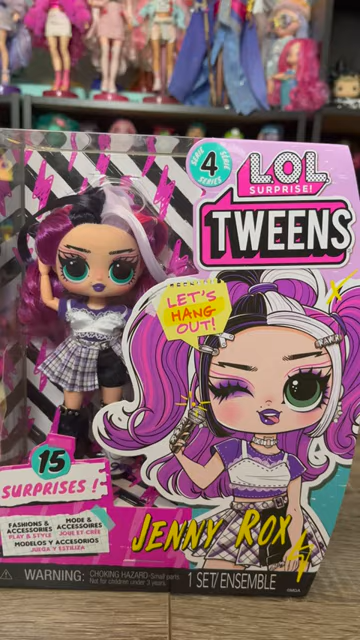 4
SERIES
L.O.L.
SURPRISE!
TWEENS
LET'S
HANG
OUT!
15
SURPRISES!
FASHIONS &
ACCESSORIES
PLAY & STYLE
MODE &
ACCESSOIRES
JOUE ET CRÉE
MODELOS Y ACCESORIOS
JUEGA Y ESTILIZA
JENNY ROX
WARNING: CHOKING HAZARD-Small parts
Not for children under 3 years.
1 SET/ENSEMBLE